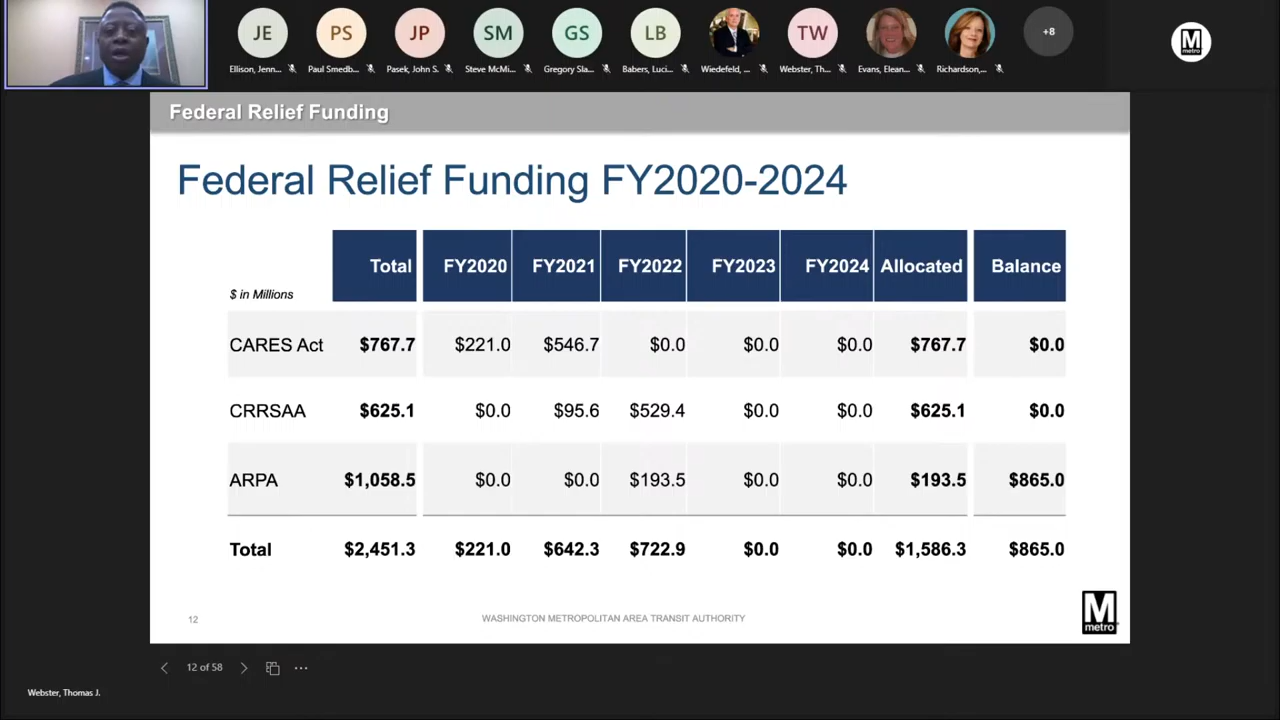 JE PS JP SM GS LB TW +8
Ellison, Jenn... Paul Smedb... Pasek, John S. Steve McMi... Gregory Sla... Babers, Luci... Wiedefeld, ... Webster, Th... Evans, Elean... Richardson,...
M
metro
Federal Relief Funding
Federal Relief Funding FY2020-2024
$ in Millions Total FY2020 FY2021 FY2022 FY2023 FY2024 Allocated Balance
CARES Act $767.7 $221.0 $546.7 $0.0 $0.0 $0.0 $767.7 $0.0
CRRSAA $625.1 $0.0 $95.6 $529.4 $0.0 $0.0 $625.1 $0.0
ARPA $1,058.5 $0.0 $0.0 $193.5 $0.0 $0.0 $193.5 $865.0
Total $2,451.3 $221.0 $642.3 $722.9 $0.0 $0.0 $1,586.3 $865.0
12 WASHINGTON METROPOLITAN AREA TRANSIT AUTHORITY
M
metro
12 of 58
Webster, Thomas J.